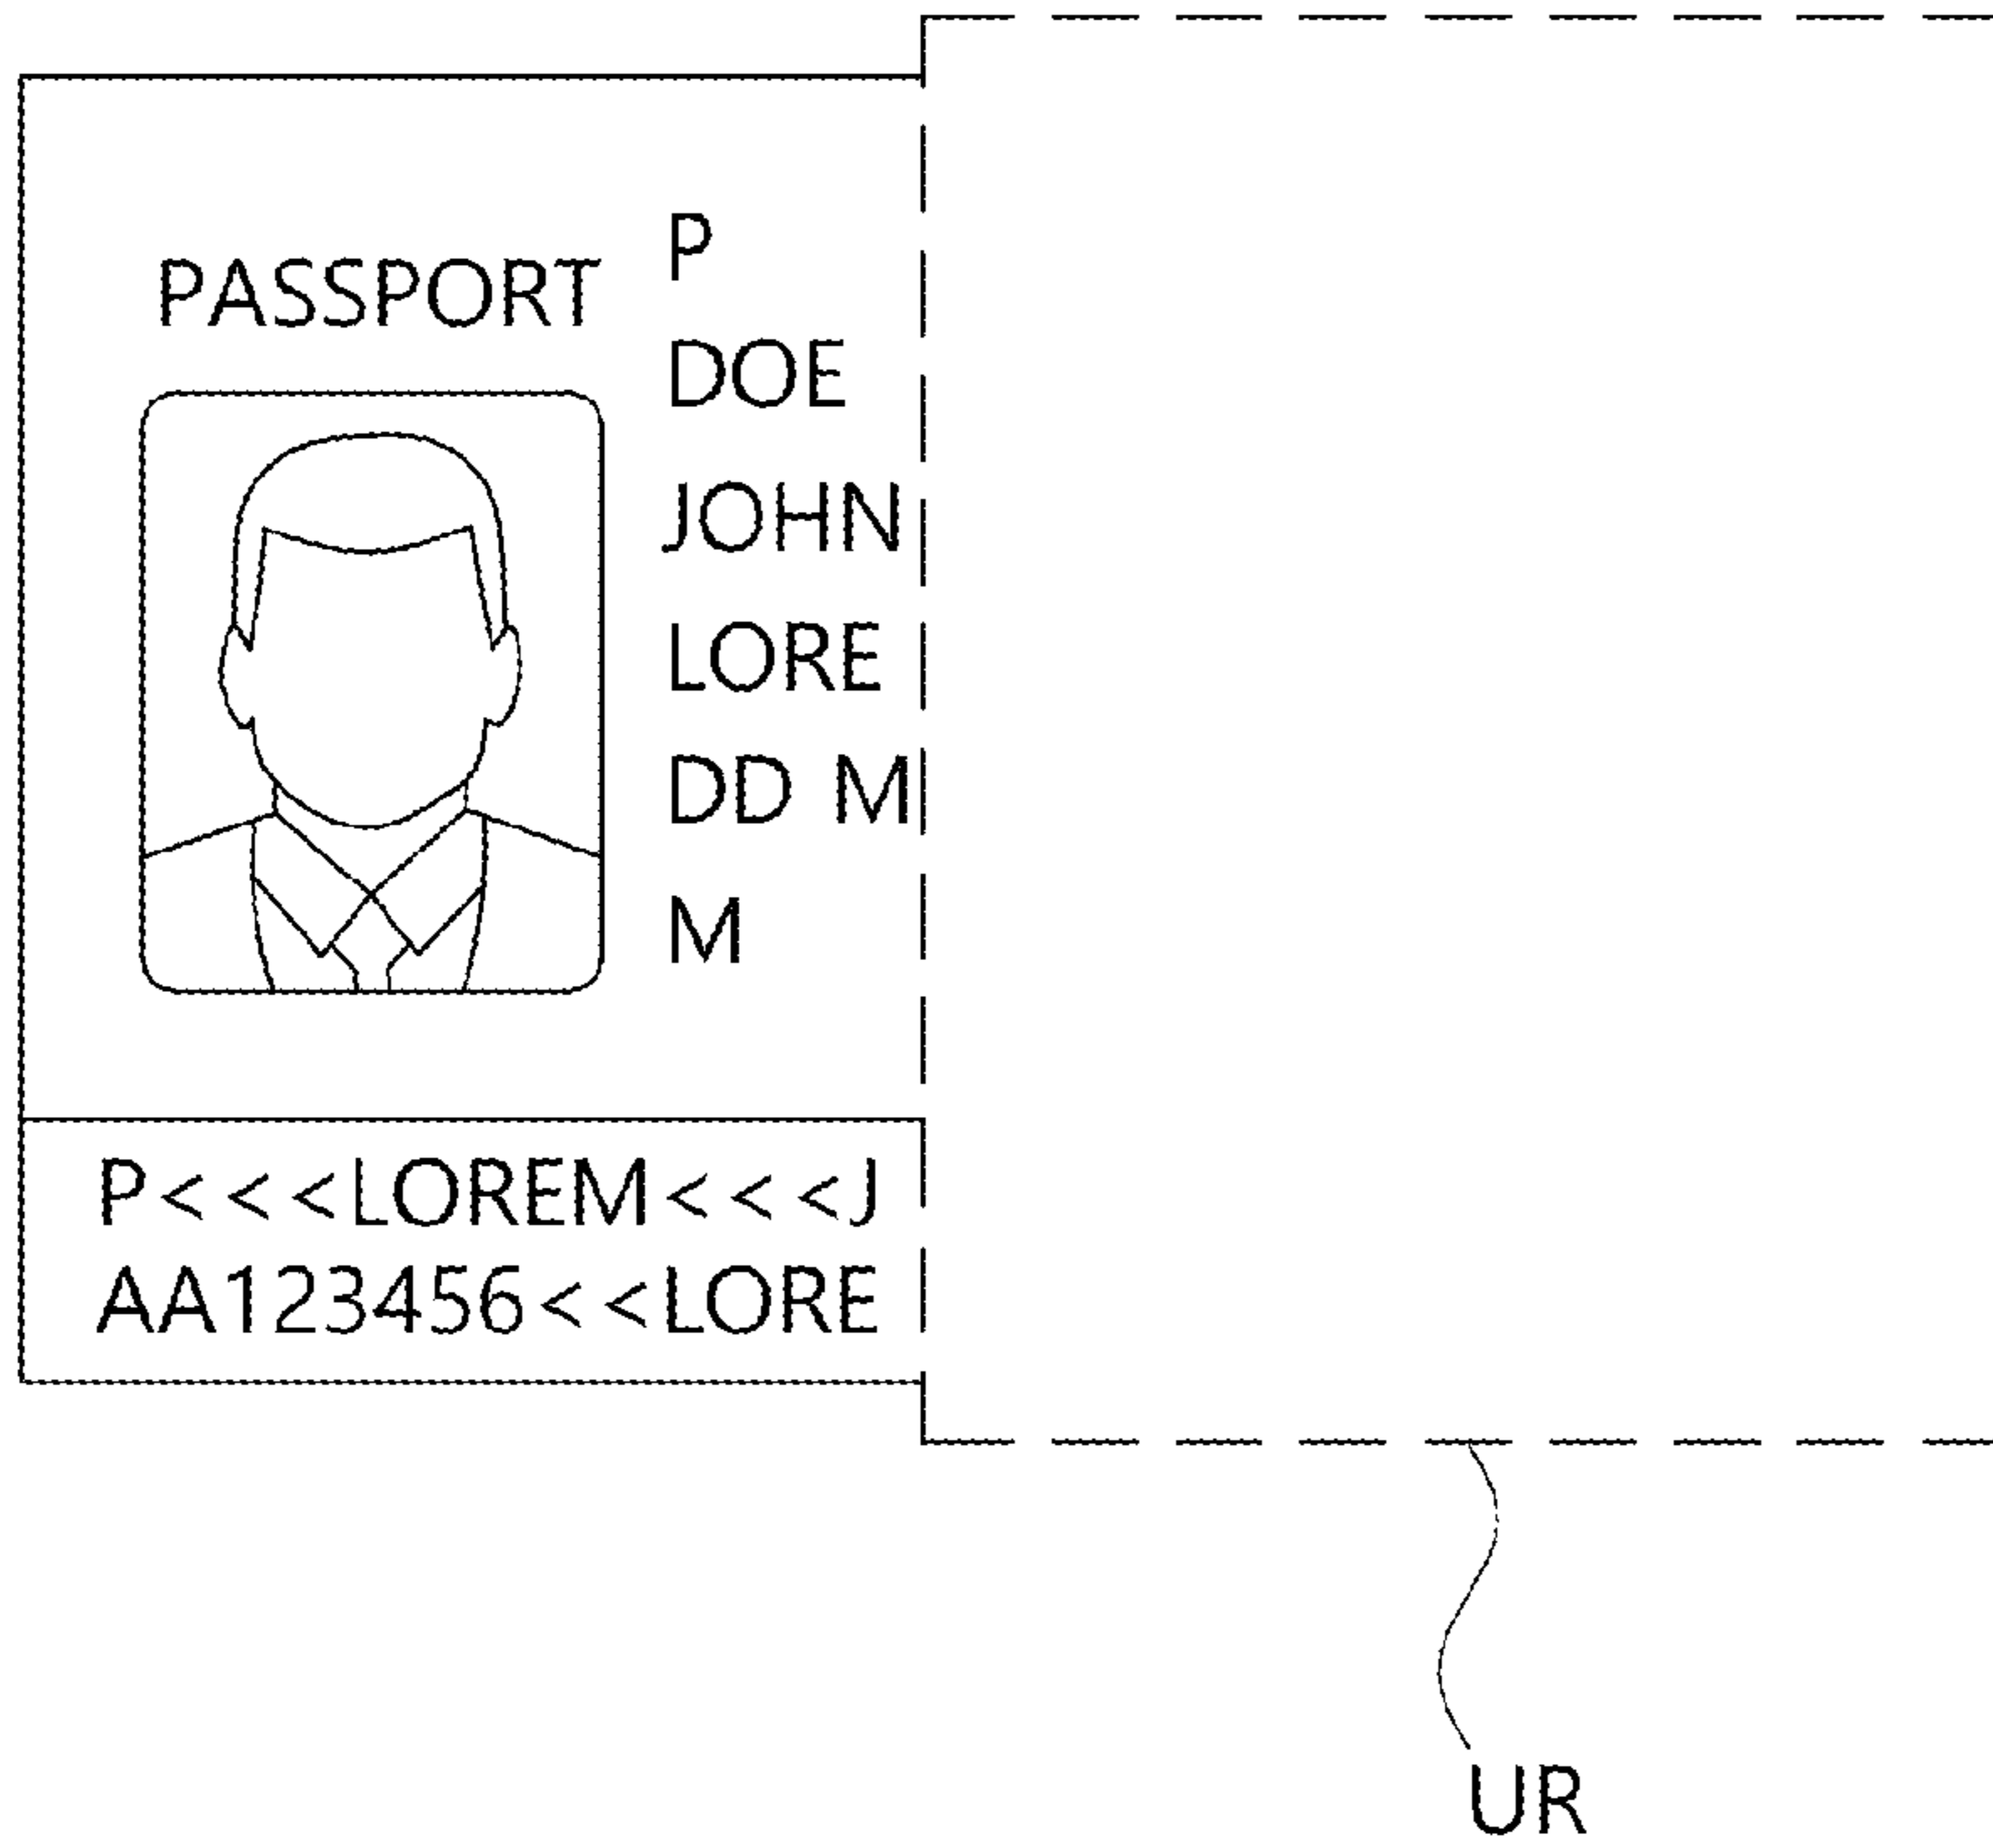 PASSPORT
P
DOE
JOHN
LORE
DD M
M
P<<<LOREM<<<J
AA123456<<LORE
UR